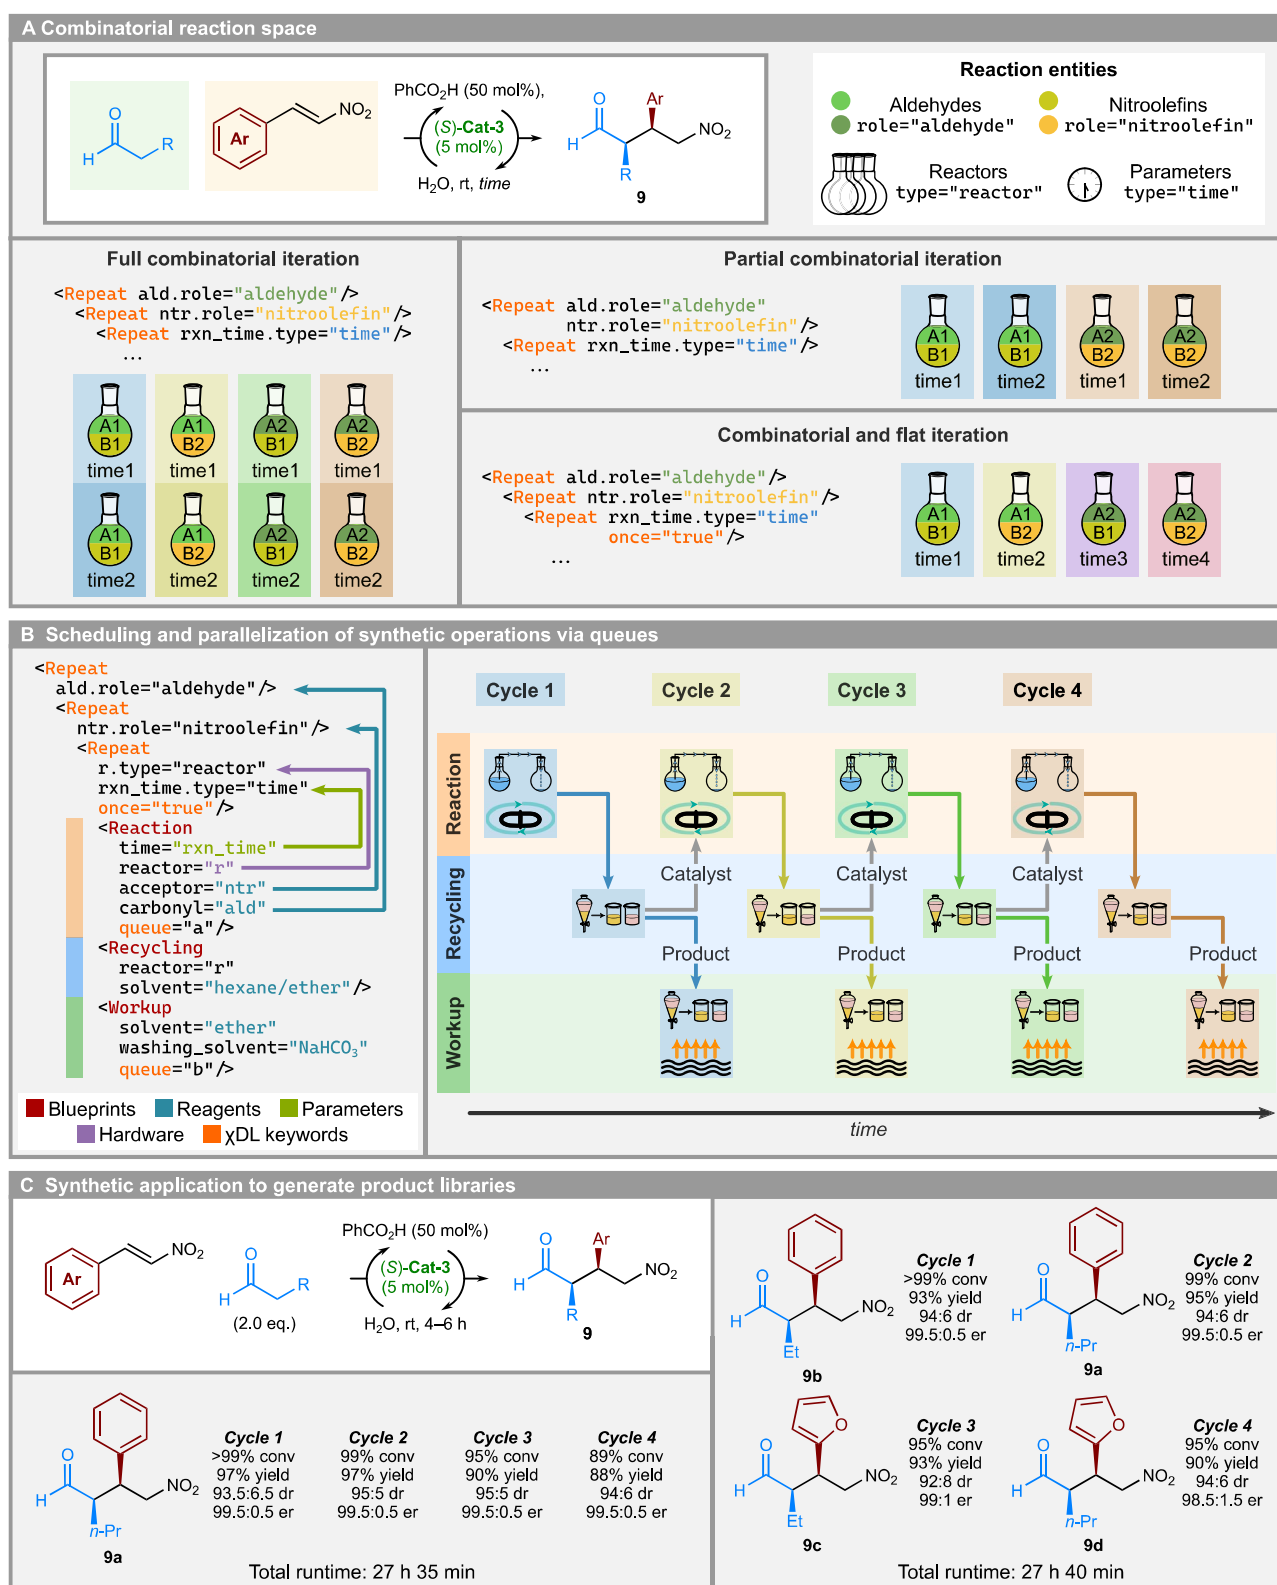 A Combinatorial reaction space
H
O
R
Ar
NO2
PhCO2H (50 mol%),
(S)-Cat-3
(5 mol%)
H2O, rt, time
H
O
Ar
NO2
R
9
Reaction entities
Aldehydes
role="aldehyde"
Nitroolefins
role="nitroolefin"
Reactors
type="reactor"
Parameters
type="time"
Full combinatorial iteration
<Repeat ald.role="aldehyde"/>
<Repeat ntr.role="nitroolefin"/>
<Repeat rxn_time.type="time"/>
...
A1 A1 A2 A2
B1 B2 B1 B2
time1 time1 time1 time1
A1 A1 A2 A2
B1 B2 B1 B2
time2 time2 time2 time2
Partial combinatorial iteration
<Repeat ald.role="aldehyde"
ntr.role="nitroolefin"/>
<Repeat rxn_time.type="time"/>
...
A1 A1 A2 A2
B1 B1 B2 B2
time1 time2 time1 time2
Combinatorial and flat iteration
<Repeat ald.role="aldehyde"/>
<Repeat ntr.role="nitroolefin"/>
<Repeat rxn_time.type="time"
once="true"/>
...
A1 A1 A2 A2
B1 B2 B1 B2
time1 time2 time3 time4
B Scheduling and parallelization of synthetic operations via queues
<Repeat
ald.role="aldehyde"/>
<Repeat
ntr.role="nitroolefin"/>
<Repeat
r.type="reactor"
rxn_time.type="time"
once="true"/>
<Reaction
time="rxn_time"
reactor="r"
acceptor="ntr"
carbonyl="ald"
queue="a"/>
<Recycling
reactor="r"
solvent="hexane/ether"/>
<Workup
solvent="ether"
washing_solvent="NaHCO3"
queue="b"/>
Blueprints Reagents Parameters
Hardware χDL keywords
Cycle 1 Cycle 2 Cycle 3 Cycle 4
Reaction
Recycling
Workup
Catalyst Catalyst Catalyst
Product Product Product Product
time
C Synthetic application to generate product libraries
Ar
NO2
H
O
R
(2.0 eq.)
PhCO2H (50 mol%)
(S)-Cat-3
(5 mol%)
H2O, rt, 4–6 h
H
O
Ar
NO2
R
9
H
O
NO2
n-Pr
9a
Cycle 1
>99% conv
97% yield
93.5:6.5 dr
99.5:0.5 er
Cycle 2
99% conv
97% yield
95:5 dr
99.5:0.5 er
Cycle 3
95% conv
90% yield
95:5 dr
99.5:0.5 er
Cycle 4
89% conv
88% yield
94:6 dr
99.5:0.5 er
Total runtime: 27 h 35 min
H
O
NO2
Et
9b
Cycle 1
>99% conv
93% yield
94:6 dr
99.5:0.5 er
H
O
NO2
n-Pr
9a
Cycle 2
99% conv
95% yield
94:6 dr
99.5:0.5 er
H
O
O
NO2
Et
9c
Cycle 3
95% conv
93% yield
92:8 dr
99:1 er
H
O
O
NO2
n-Pr
9d
Cycle 4
95% conv
90% yield
94:6 dr
98.5:1.5 er
Total runtime: 27 h 40 min